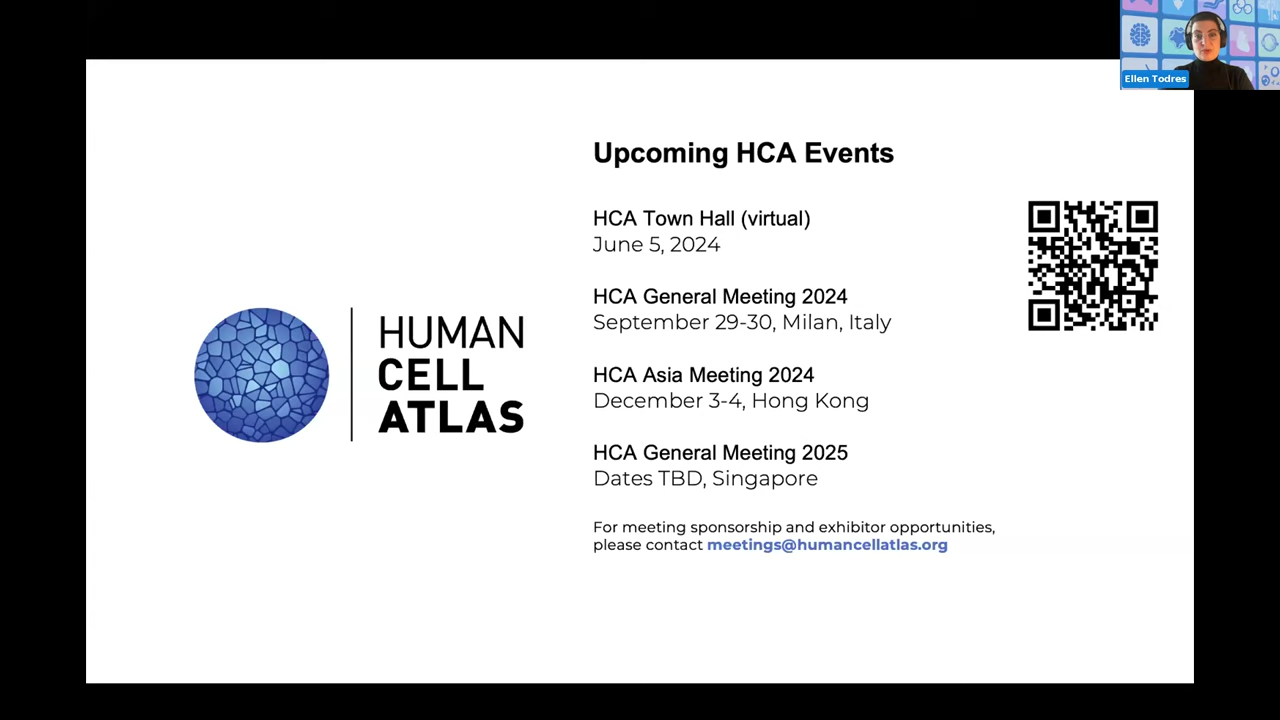 Ellen Todres
Upcoming HCA Events
HCA Town Hall (virtual)
June 5, 2024
HCA General Meeting 2024
September 29-30, Milan, Italy
HCA Asia Meeting 2024
December 3-4, Hong Kong
HCA General Meeting 2025
Dates TBD, Singapore
For meeting sponsorship and exhibitor opportunities,
please contact meetings@humancellatlas.org
HUMAN
CELL
ATLAS